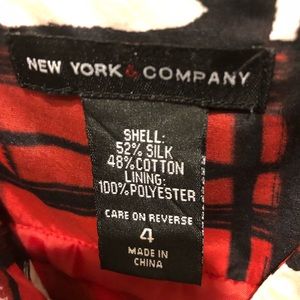 NEW YORK & COMPANY
SHELL:
52% SILK
48% COTTON
LINING:
100% POLYESTER
CARE ON REVERSE
4
MADE IN
CHINA